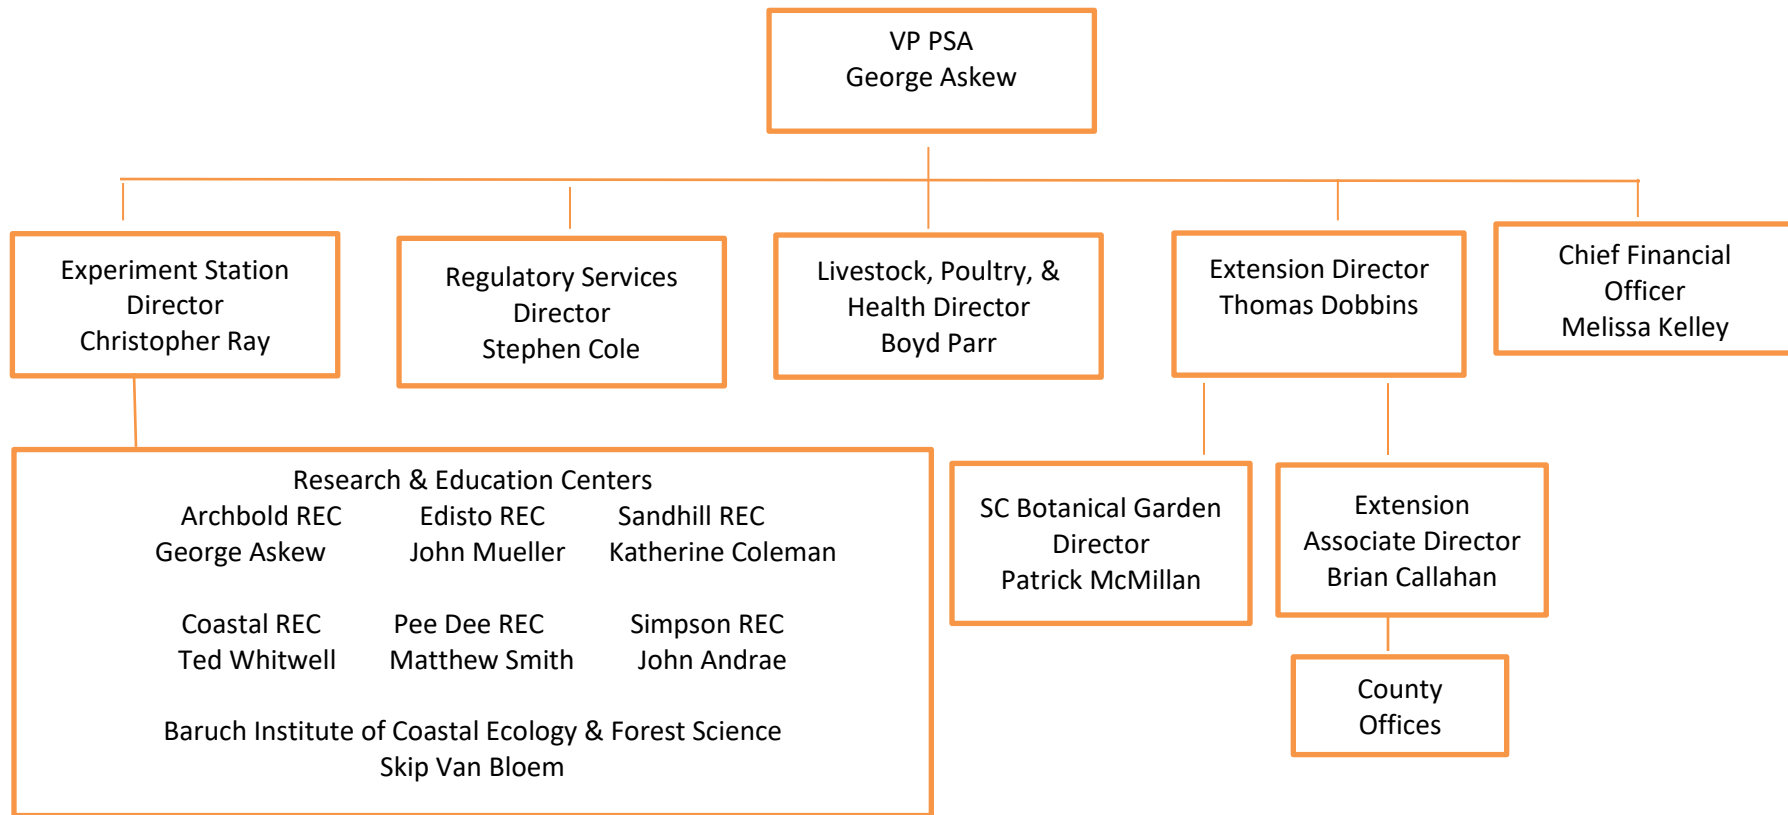 VP PSA
George Askew
Experiment Station
Director
Christopher Ray
Regulatory Services
Director
Stephen Cole
Livestock, Poultry, &
Health Director
Boyd Parr
Extension Director
Thomas Dobbins
Chief Financial
Officer
Melissa Kelley
Research & Education Centers
Archbold REC Edisto REC Sandhill REC
George Askew John Mueller Katherine Coleman
Coastal REC Pee Dee REC Simpson REC
Ted Whitwell Matthew Smith John Andrae
Baruch Institute of Coastal Ecology & Forest Science
Skip Van Bloem
SC Botanical Garden
Director
Patrick McMillan
Extension
Associate Director
Brian Callahan
County
Offices